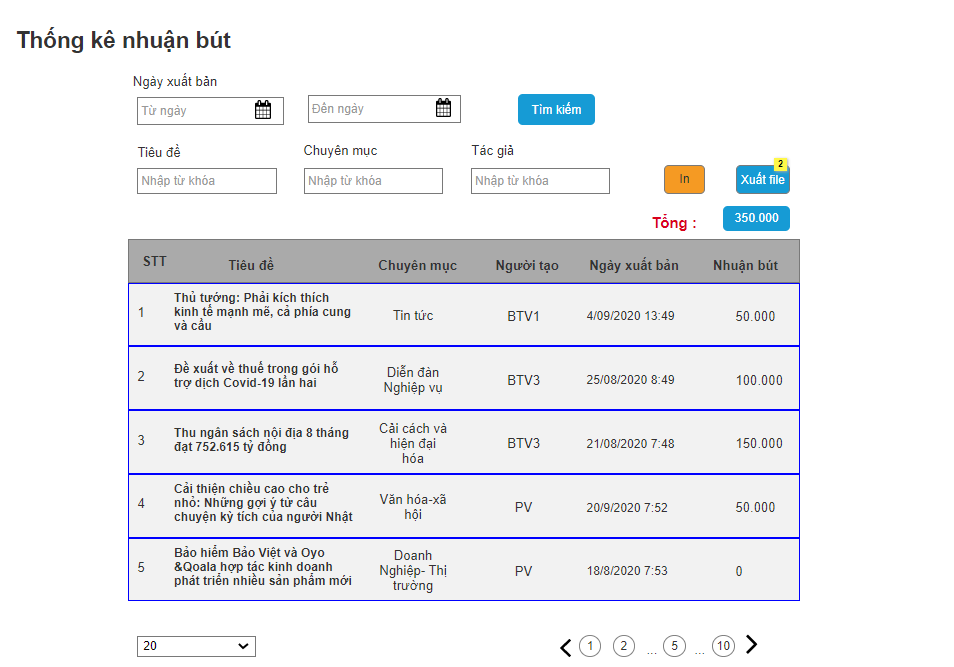 Thống kê nhuận bút
Ngày xuất bản
Từ ngày
Đến ngày
Tìm kiếm
Tiêu đề
Chuyên mục
Tác giả
Nhập từ khóa
Nhập từ khóa
Nhập từ khóa
In
2
Xuất file
Tổng :
350.000
STT
Tiêu đề
Chuyên mục
Người tạo
Ngày xuất bản
Nhuận bút
1
Thủ tướng: Phải kích thích
kinh tế mạnh mẽ, cả phía cung
và cầu
Tin tức
BTV1
4/09/2020 13:49
50.000
2
Đề xuất về thuế trong gói hỗ
trợ dịch Covid-19 lần hai
Diễn đàn
Nghiệp vụ
BTV3
25/08/2020 8:49
100.000
3
Thu ngân sách nội địa 8 tháng
đạt 752.615 tỷ đồng
Cải cách và
hiện đại
hóa
BTV3
21/08/2020 7:48
150.000
4
Cải thiện chiều cao cho trẻ
nhỏ: Những gợi ý từ câu
chuyện kỳ tích của người Nhật
Văn hóa-xã
hội
PV
20/9/2020 7:52
50.000
5
Bảo hiểm Bảo Việt và Oyo
&Qoala hợp tác kinh doanh
phát triển nhiều sản phẩm mới
Doanh
Nghiệp- Thị
trường
PV
18/8/2020 7:53
0
20
1
2
...
5
...
10